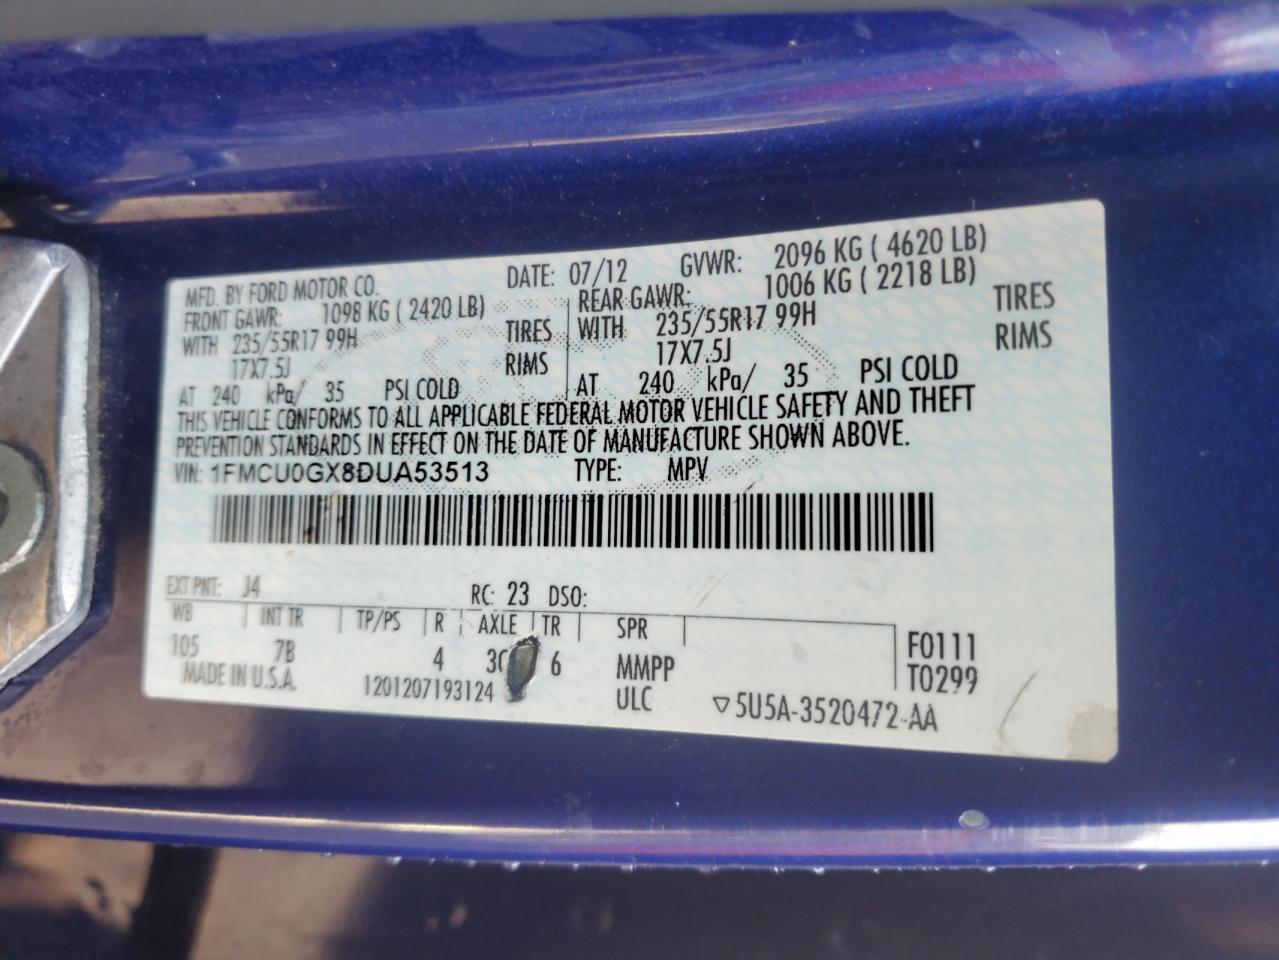 MFD. BY FORD MOTOR CO. DATE: 07/12 GVWR: 2096 KG ( 4620 LB)
FRONT GAWR: 1098 KG ( 2420 LB) REAR GAWR: 1006 KG ( 2218 LB)
WITH 235/55R17 99H TIRES WITH 235/55R17 99H TIRES
17X7.5J RIMS 17X7.5J RIMS
AT 240 kPa/ 35 PSI COLD AT 240 kPa/ 35 PSI COLD
THIS VEHICLE CONFORMS TO ALL APPLICABLE FEDERAL MOTOR VEHICLE SAFETY AND THEFT
PREVENTION STANDARDS IN EFFECT ON THE DATE OF MANUFACTURE SHOWN ABOVE.
VIN: 1FMCU0GX8DUA53513 TYPE: MPV
EXT PNT: J4 RC: 23 DSO:
WB INT TR TP/PS R AXLE TR SPR F0111
105 7B 4 6 MMPP T0299
MADE IN U.S.A. 1201207193124 ULC ▽5U5A-3520472-AA